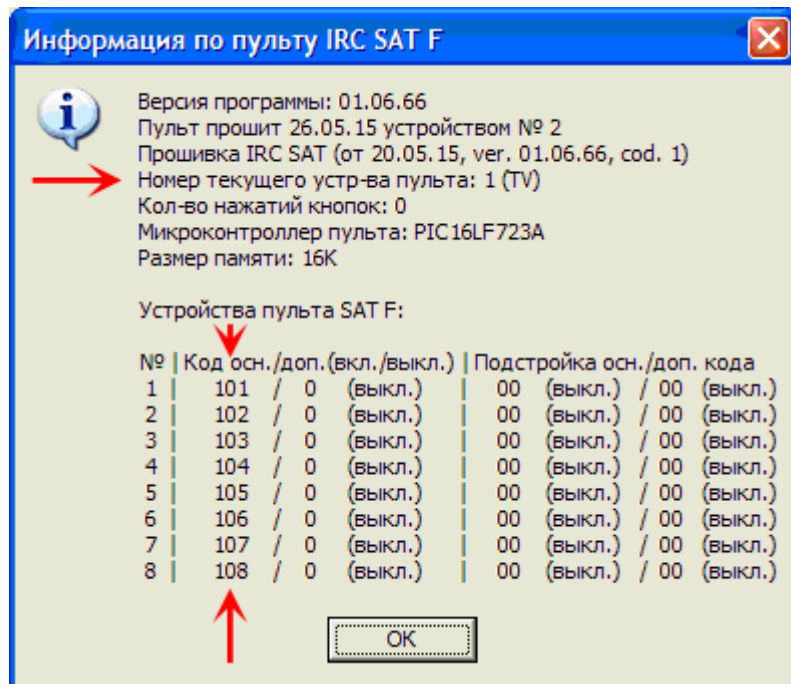 Информация по пульту IRC SAT F
Версия программы: 01.06.66
Пульт прошит 26.05.15 устройством № 2
Прошивка IRC SAT (от 20.05.15, ver. 01.06.66, cod. 1)
Номер текущего устр-ва пульта: 1 (TV)
Кол-во нажатий кнопок: 0
Микроконтроллер пульта: PIC16LF723A
Размер памяти: 16K
Устройства пульта SAT F:
№ | Код осн./доп.(вкл./выкл.) | Подстройка осн./доп. кода
1 | 101 / 0 (выкл.) | 00 (выкл.) / 00 (выкл.)
2 | 102 / 0 (выкл.) | 00 (выкл.) / 00 (выкл.)
3 | 103 / 0 (выкл.) | 00 (выкл.) / 00 (выкл.)
4 | 104 / 0 (выкл.) | 00 (выкл.) / 00 (выкл.)
5 | 105 / 0 (выкл.) | 00 (выкл.) / 00 (выкл.)
6 | 106 / 0 (выкл.) | 00 (выкл.) / 00 (выкл.)
7 | 107 / 0 (выкл.) | 00 (выкл.) / 00 (выкл.)
8 | 108 / 0 (выкл.) | 00 (выкл.) / 00 (выкл.)
OK